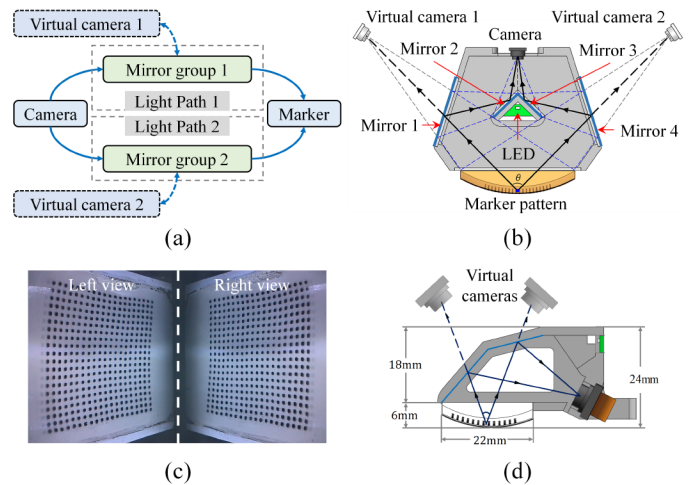 Virtual camera 1
Mirror group 1
Light Path 1
Camera
Marker
Light Path 2
Mirror group 2
Virtual camera 2
(a)
Virtual camera 1
Virtual camera 2
Camera
Mirror 2
Mirror 3
Mirror 1
Mirror 4
LED
θ
Marker pattern
(b)
Left view
Right view
(c)
Virtual
cameras
18mm
24mm
6mm
22mm
(d)